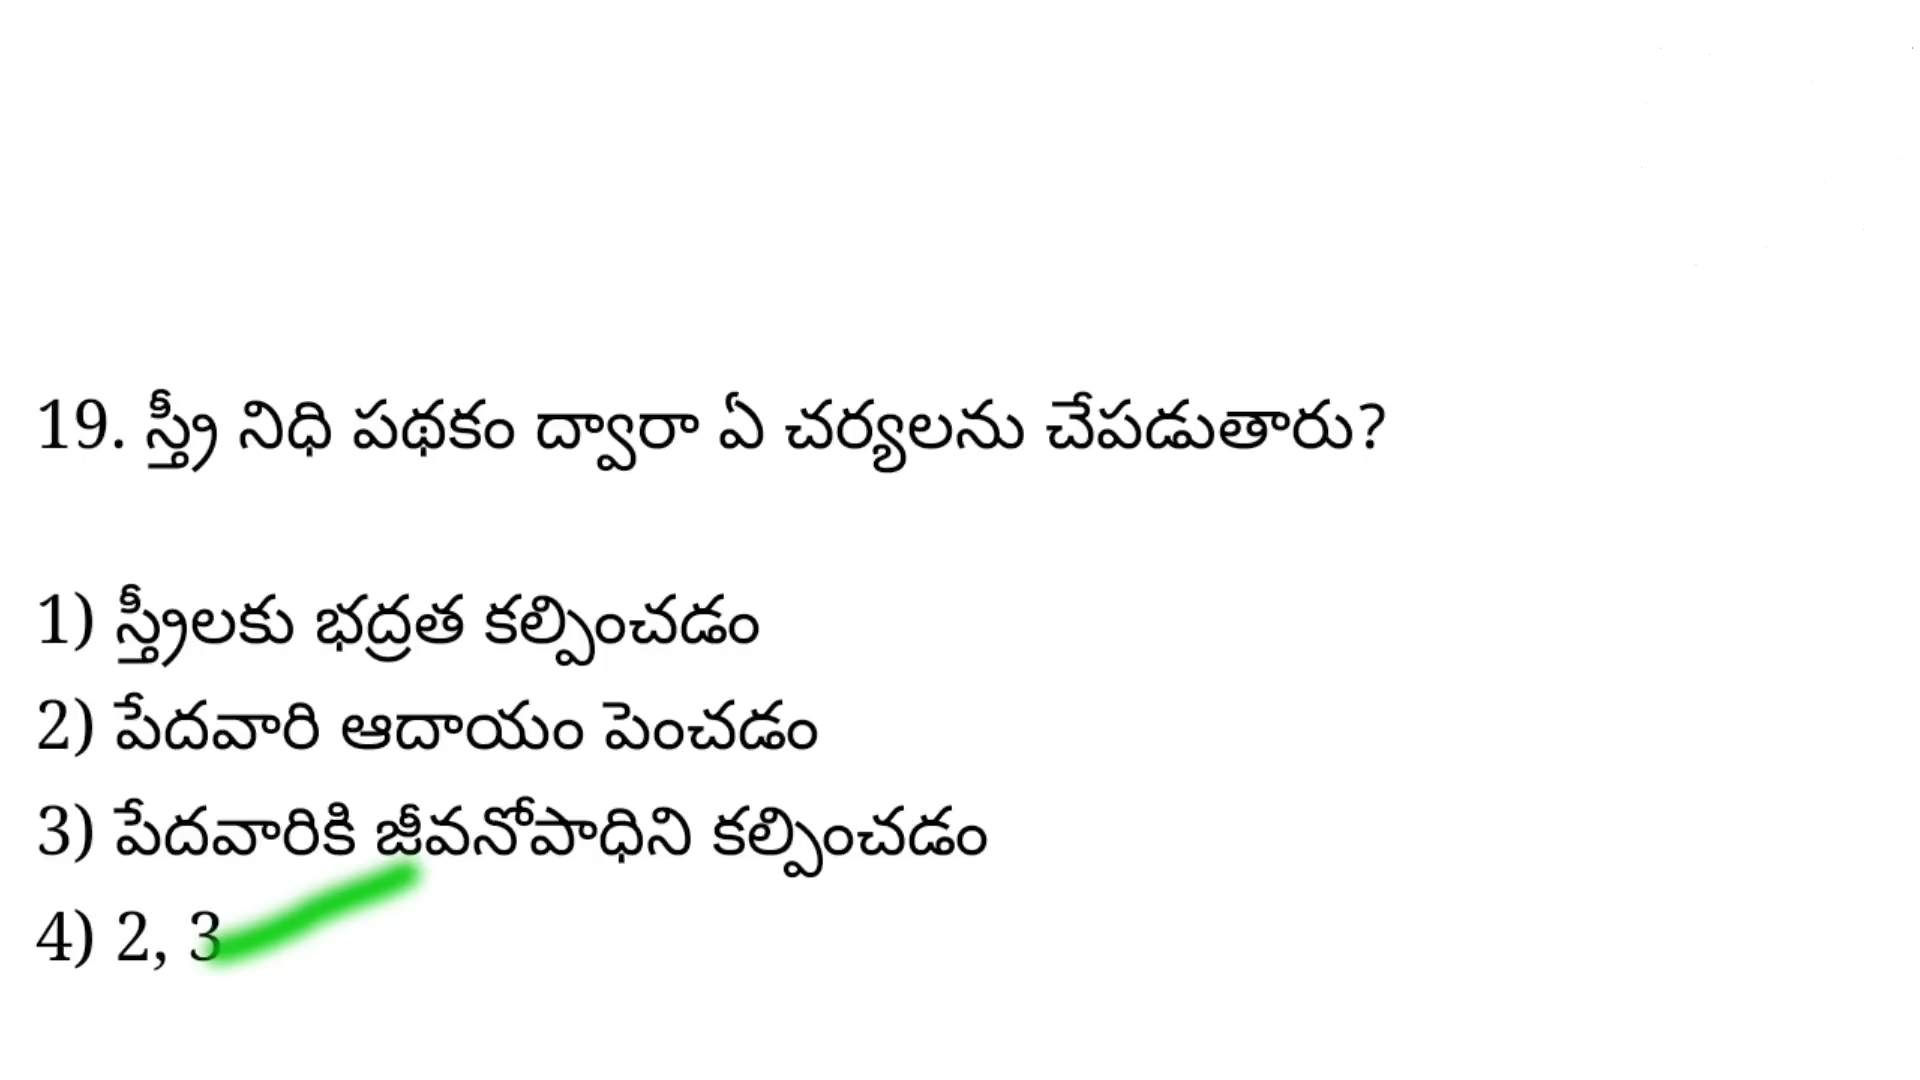 19. స్త్రీ నిధి పథకం ద్వారా ఏ చర్యలను చేపడుతారు?
1) స్త్రీలకు భద్రత కల్పించడం
2) పేదవారి ఆదాయం పెంచడం
3) పేదవారికి జీవనోపాధిని కల్పించడం
4) 2, 3